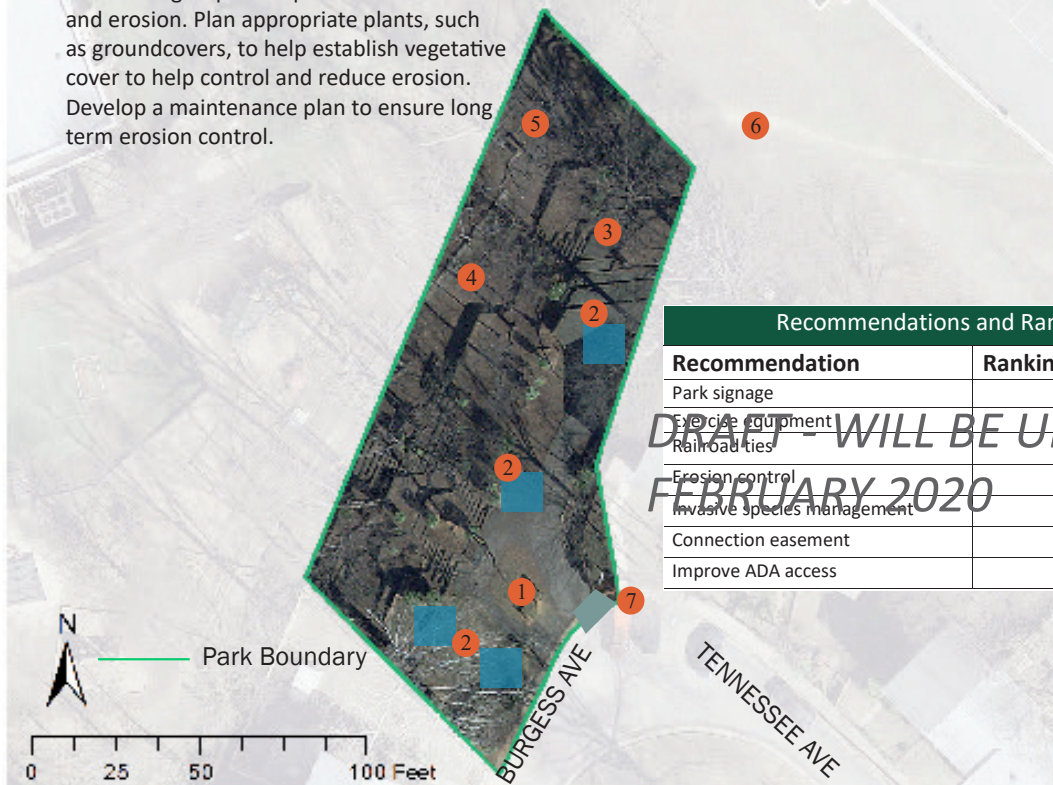 and erosion. Plan appropriate plants, such
as groundcovers, to help establish vegetative
cover to help control and reduce erosion.
Develop a maintenance plan to ensure long
term erosion control.
5
6
3
4
2
Recommendations and Ran
Recommendation Rankin
Park signage
Exercise equipment
Railroad ties
Erosion control
Invasive species management
Connection easement
Improve ADA access
DRAFT - WILL BE U
FEBRUARY 2020
2
1
7
2
N
Park Boundary
BURGESS AVE
TENNESSEE AVE
0 25 50 100 Feet